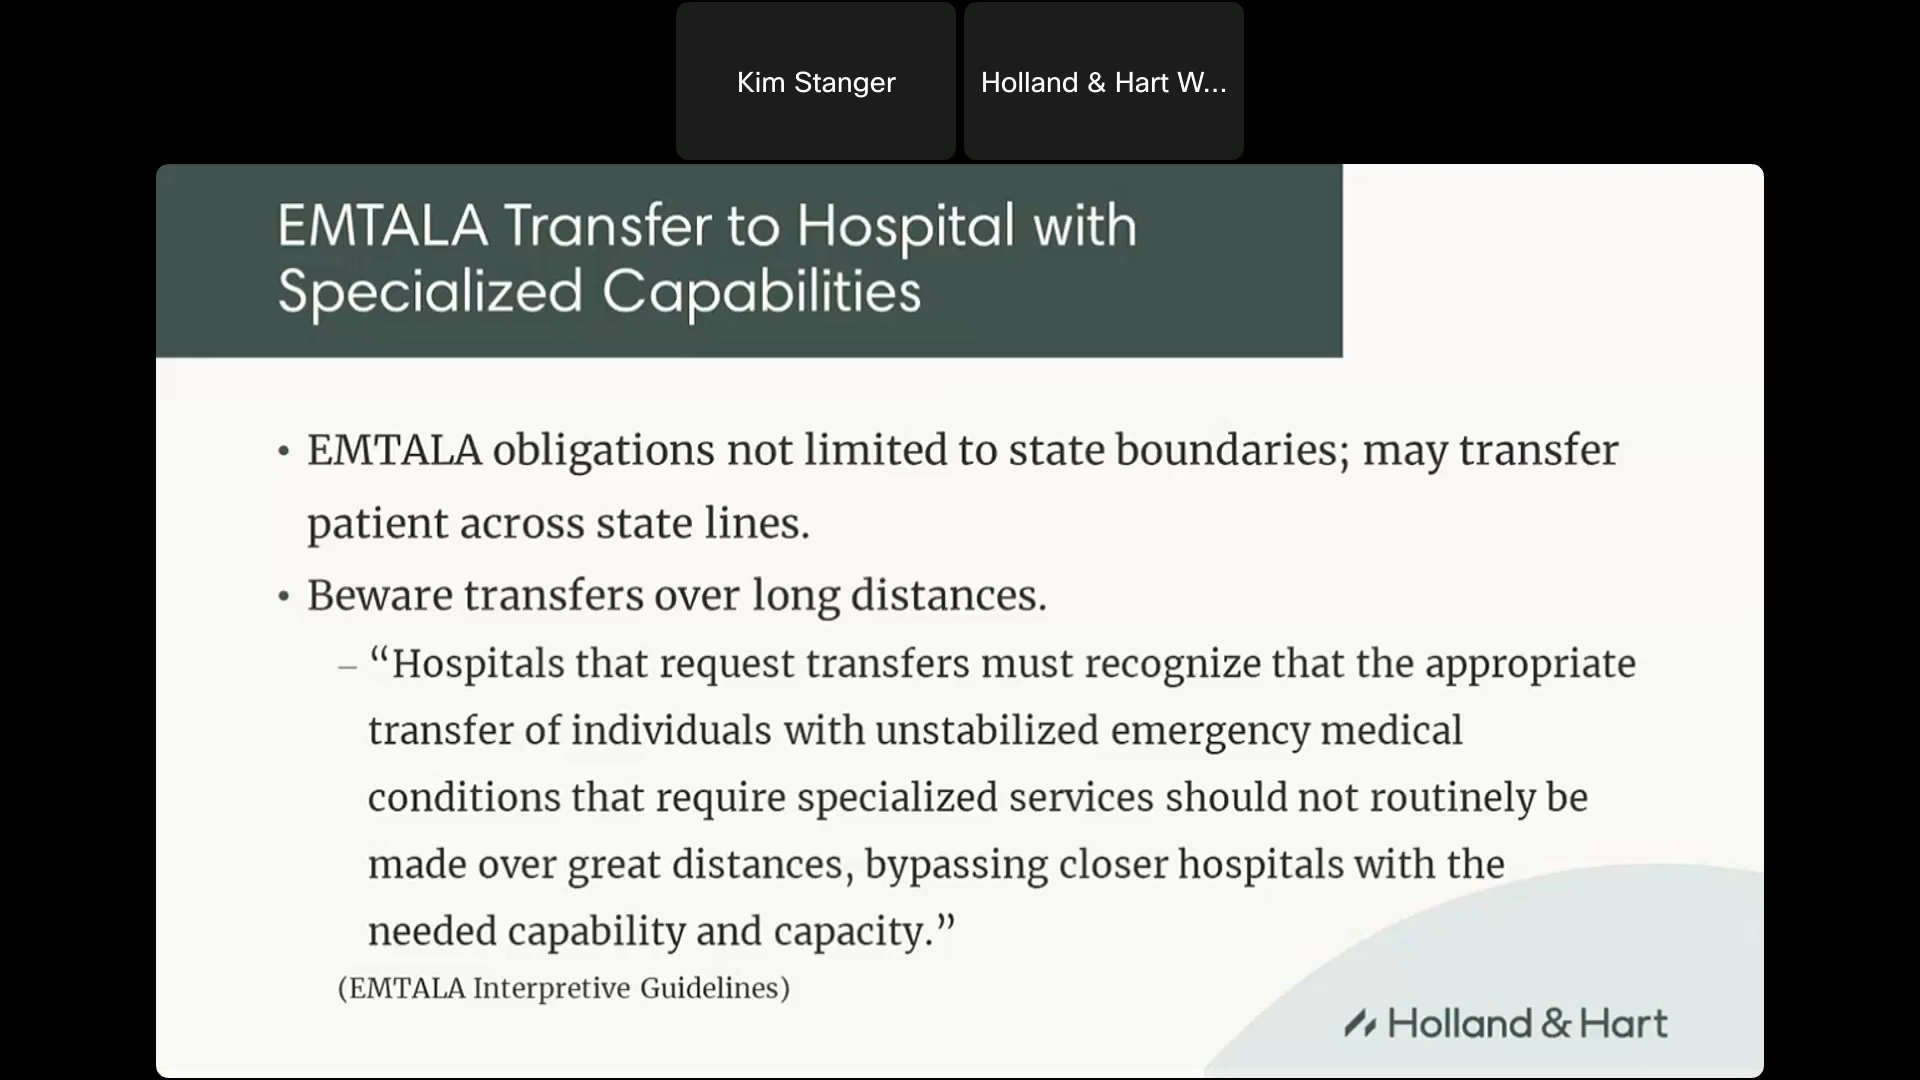 Kim Stanger
Holland & Hart W...
EMTALA Transfer to Hospital with
Specialized Capabilities
• EMTALA obligations not limited to state boundaries; may transfer
patient across state lines.
• Beware transfers over long distances.
– “Hospitals that request transfers must recognize that the appropriate
transfer of individuals with unstabilized emergency medical
conditions that require specialized services should not routinely be
made over great distances, bypassing closer hospitals with the
needed capability and capacity.”
(EMTALA Interpretive Guidelines)
Holland & Hart